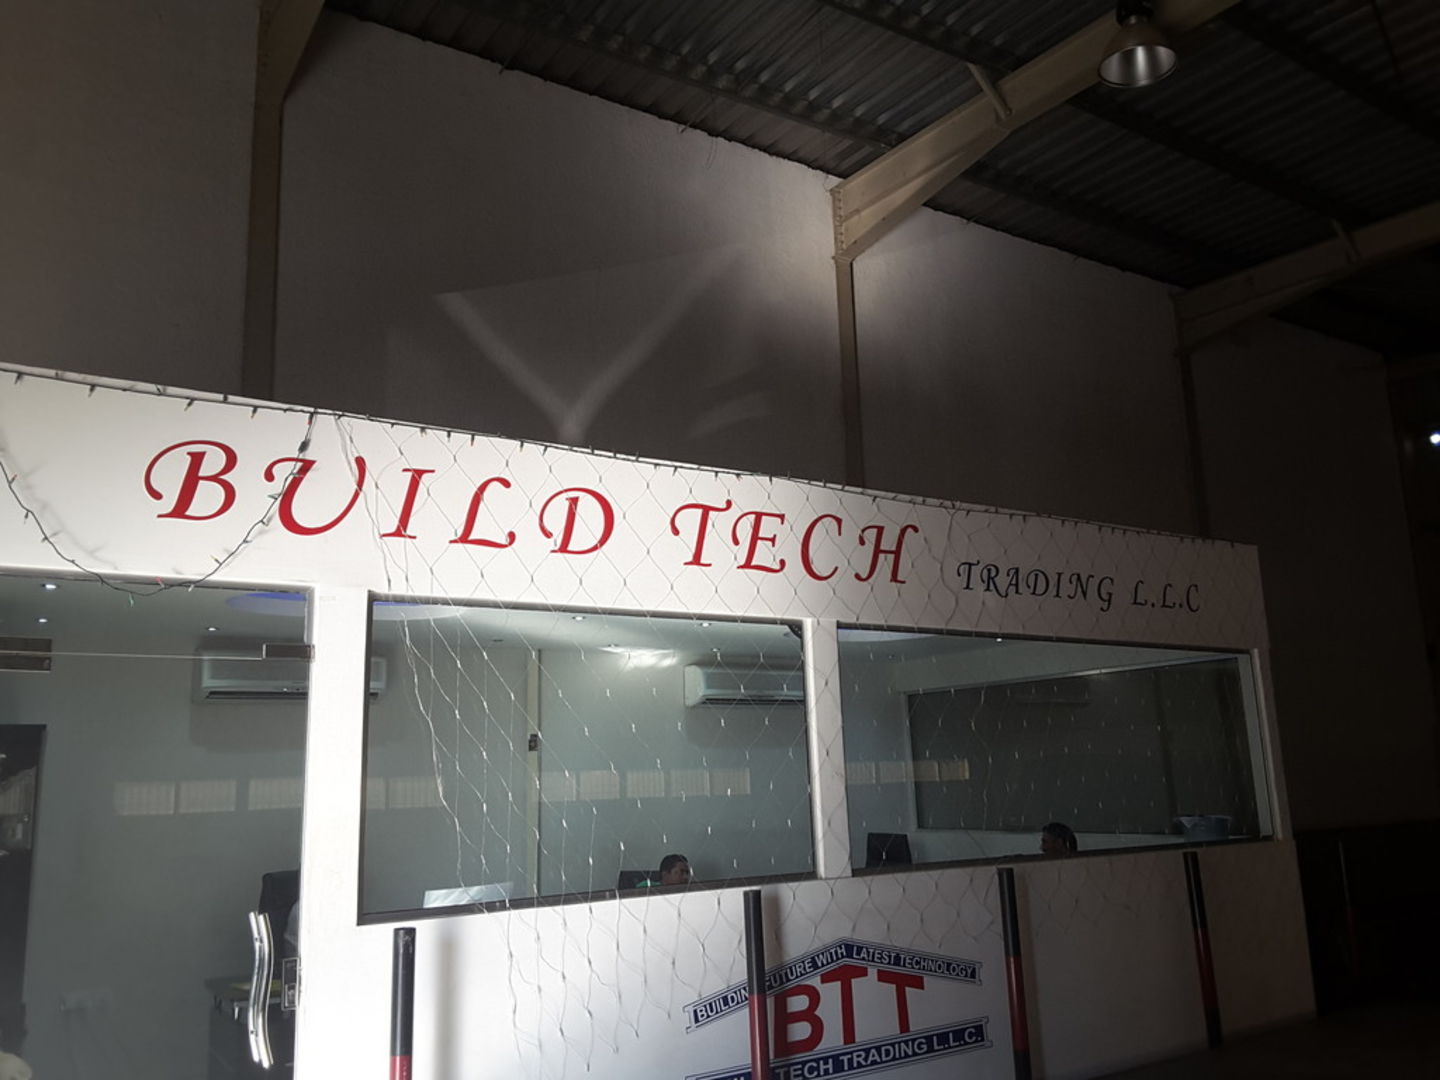 BUILD TECH TRADING L.L.C
BUILDING FUTURE WITH LATEST TECHNOLOGY
BTT
TECH TRADING L.L.C.